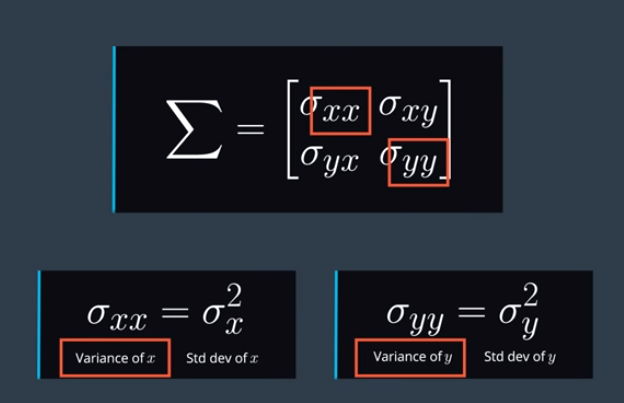 Σ = [σxx σxy
σyx σyy]
σxx = σx²
Variance of x Std dev of x
σyy = σy²
Variance of y Std dev of y